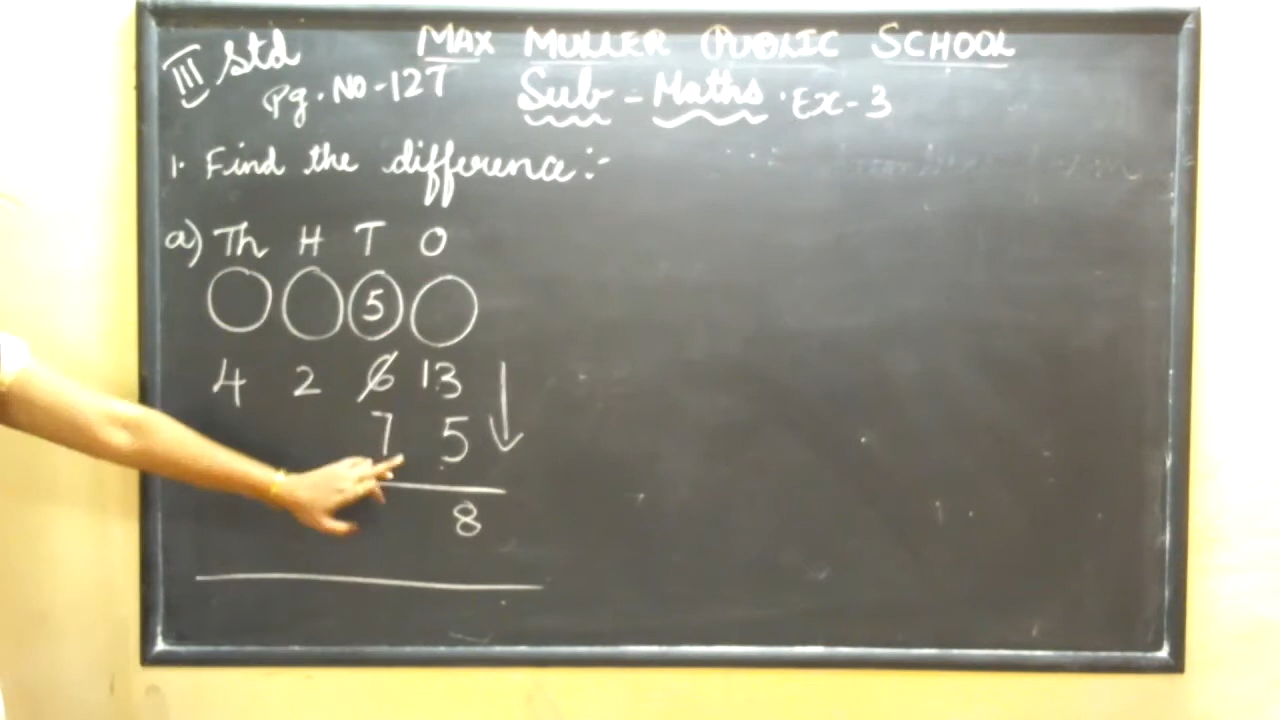 III Std MAX MULLER PUBLIC SCHOOL
Pg. No-127 Sub - Maths. Ex-3
1. Find the difference:-
a) Th H T O
5
4 2 6 13
7 5
8